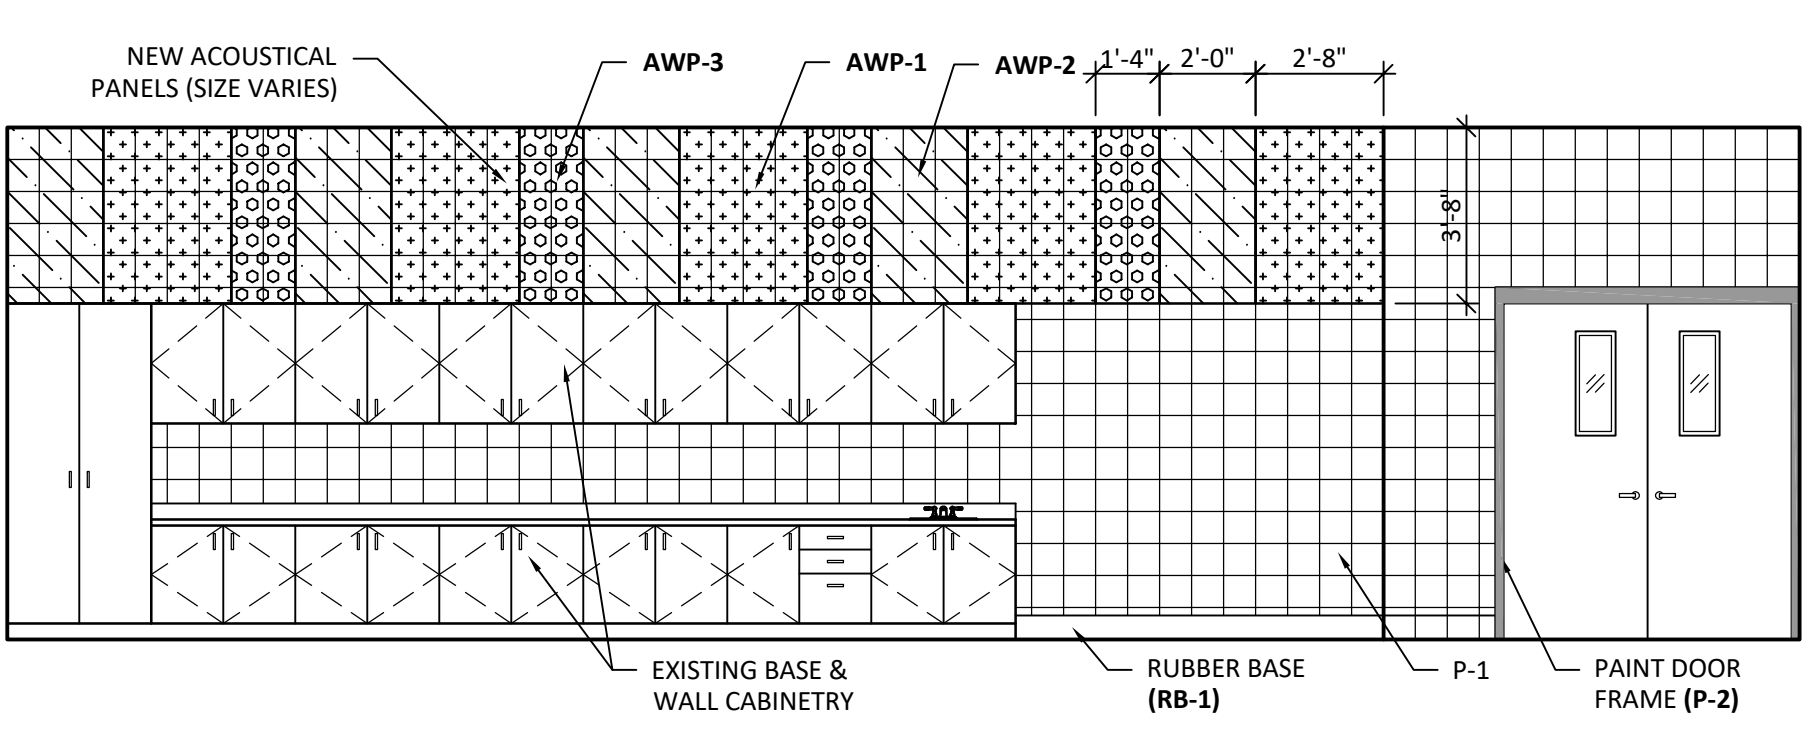 NEW ACOUSTICAL
PANELS (SIZE VARIES)
AWP-3
AWP-1
AWP-2
1'-4"
2'-0"
2'-8"
3'-8"
EXISTING BASE &
WALL CABINETRY
RUBBER BASE
(RB-1)
P-1
PAINT DOOR
FRAME (P-2)